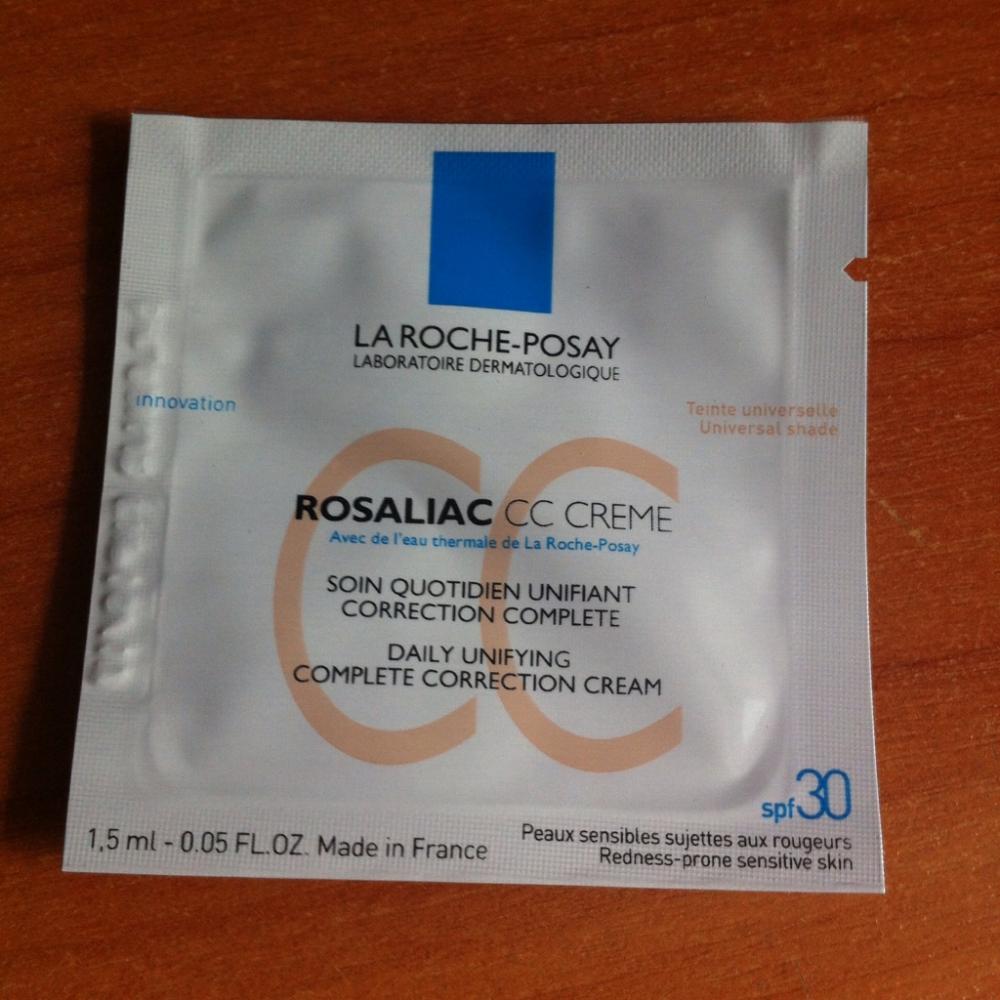 LA ROCHE-POSAY
LABORATOIRE DERMATOLOGIQUE
innovation
Teinte universelle
Universal shade
CC
ROSALIAC CC CREME
Avec de l'eau thermale de La Roche-Posay
SOIN QUOTIDIEN UNIFIANT
CORRECTION COMPLETE
DAILY UNIFYING
COMPLETE CORRECTION CREAM
spf 30
1,5 ml - 0.05 FL.OZ. Made in France
Peaux sensibles sujettes aux rougeurs
Redness-prone sensitive skin